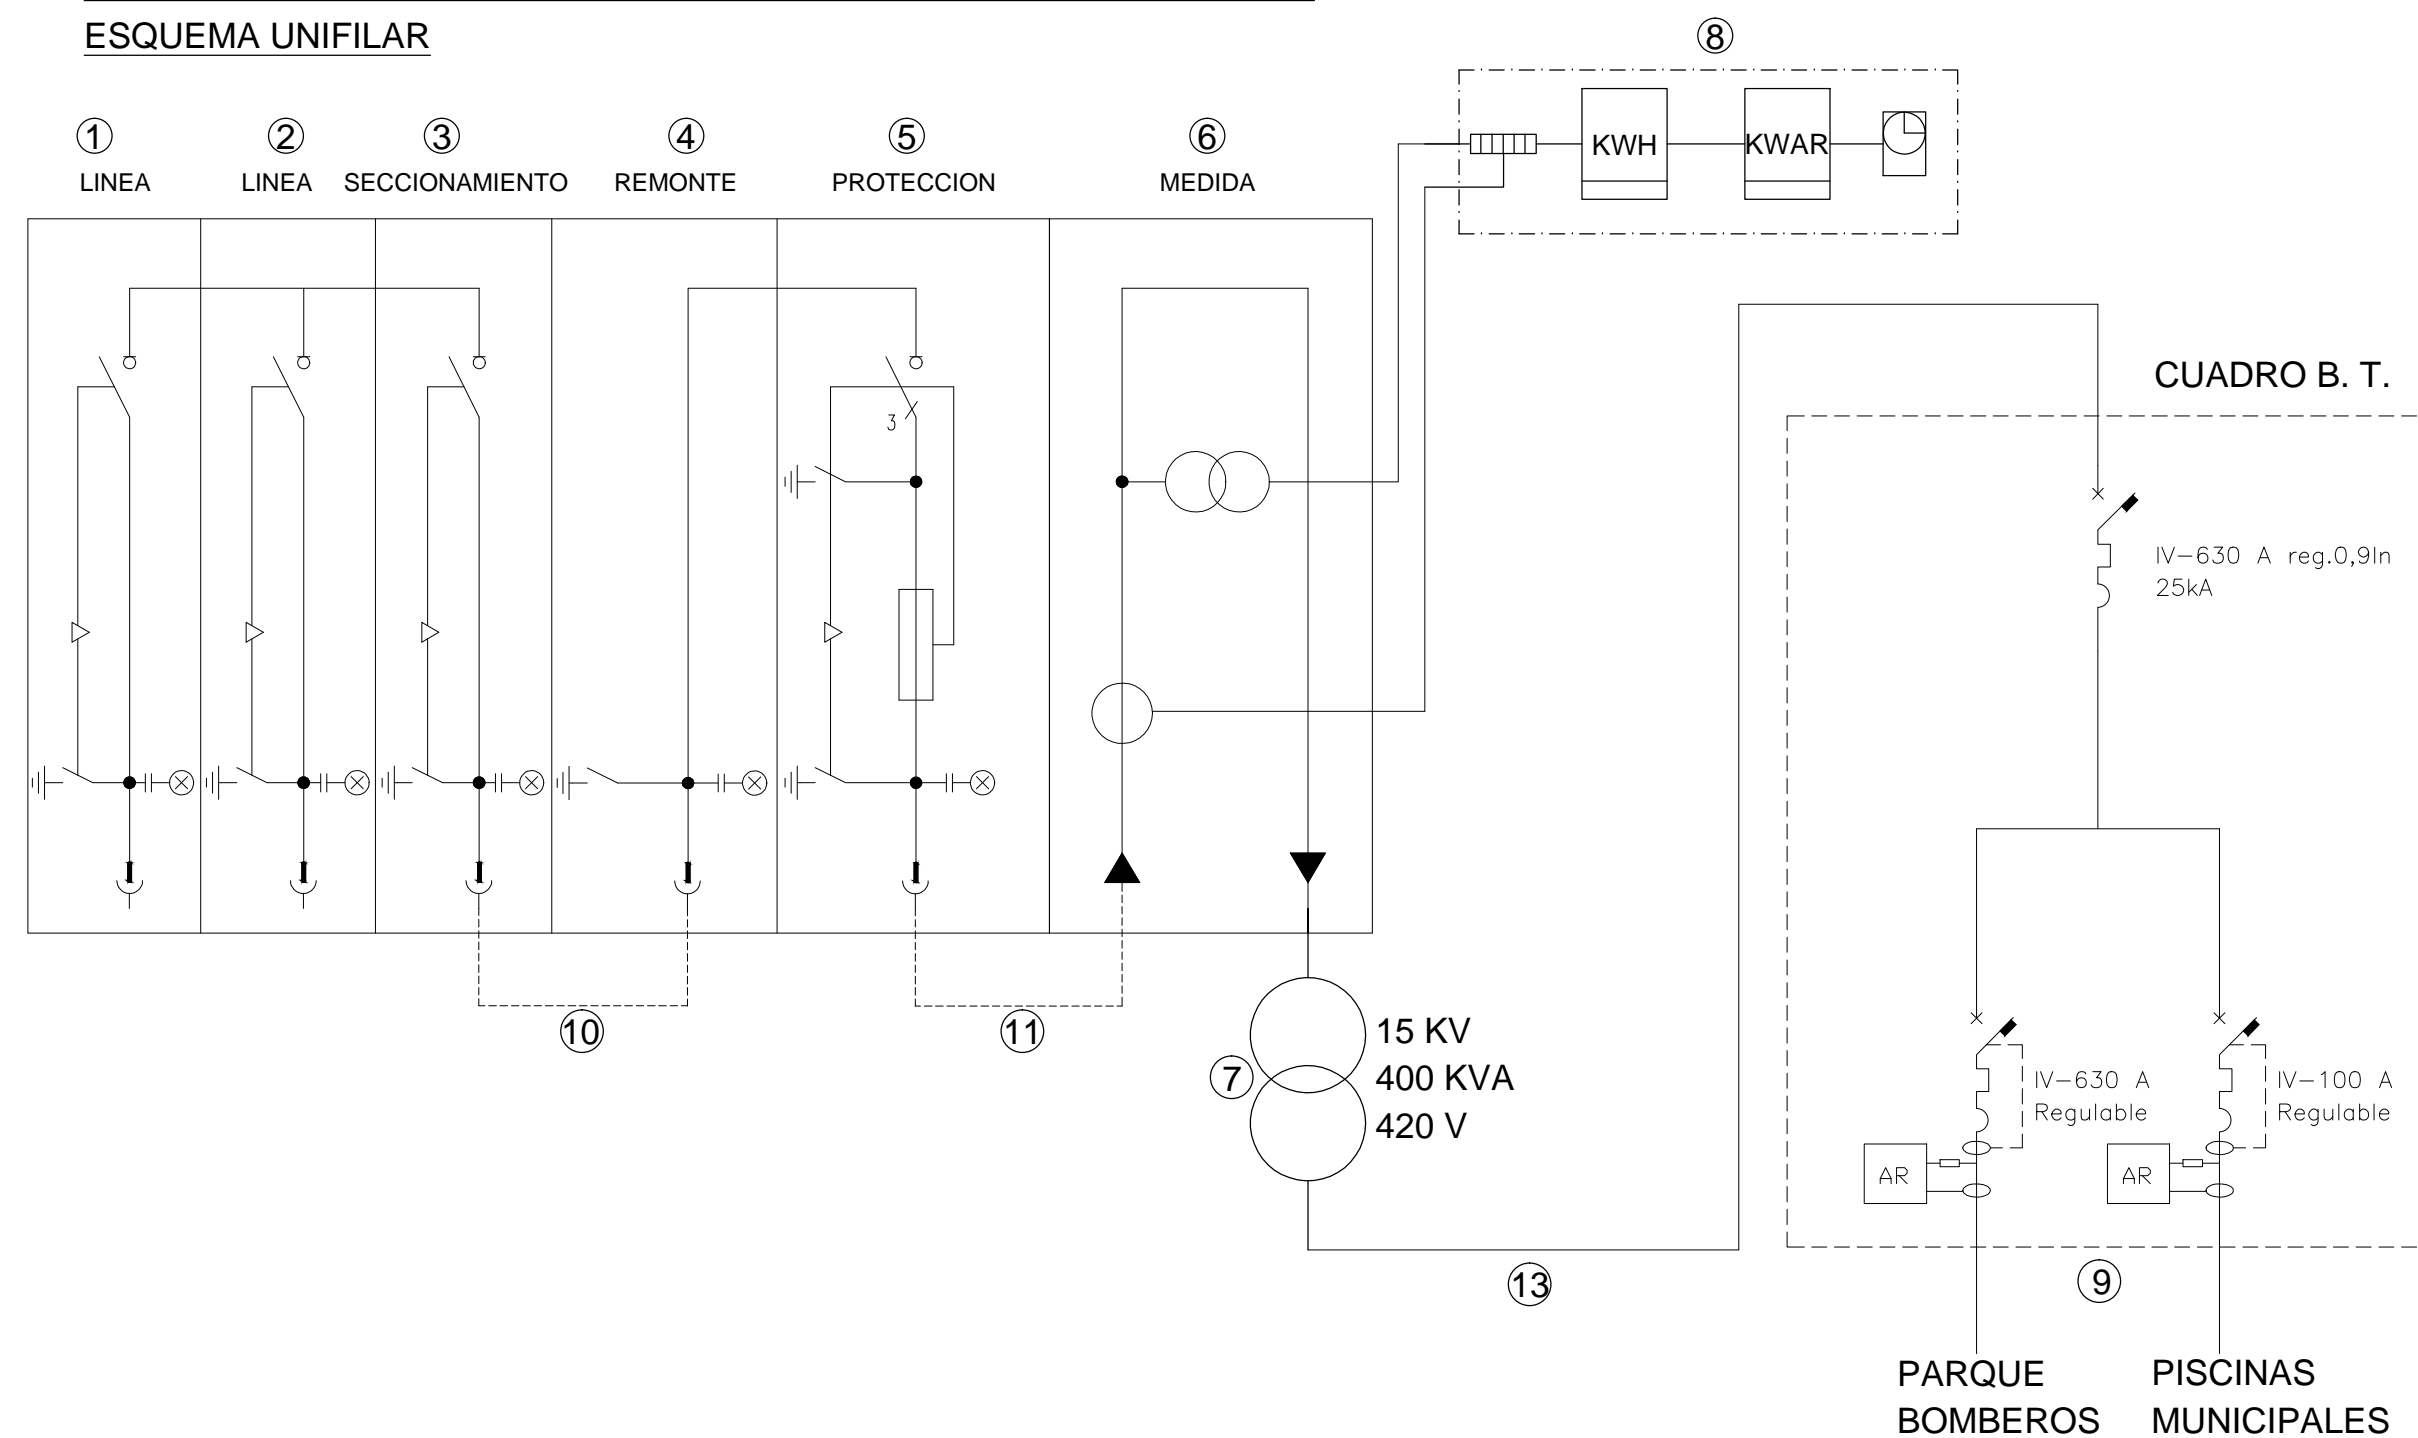 ESQUEMA UNIFILAR
8
1
2
3
4
5
6
LINEA
LINEA
SECCIONAMIENTO
REMONTE
PROTECCION
MEDIDA
KWH
KWAR
CUADRO B. T.
3
IV-630 A reg.0,9In
25kA
10
11
7
15 KV
400 KVA
420 V
IV-630 A
Regulable
IV-100 A
Regulable
AR
AR
13
9
PARQUE
BOMBEROS
PISCINAS
MUNICIPALES